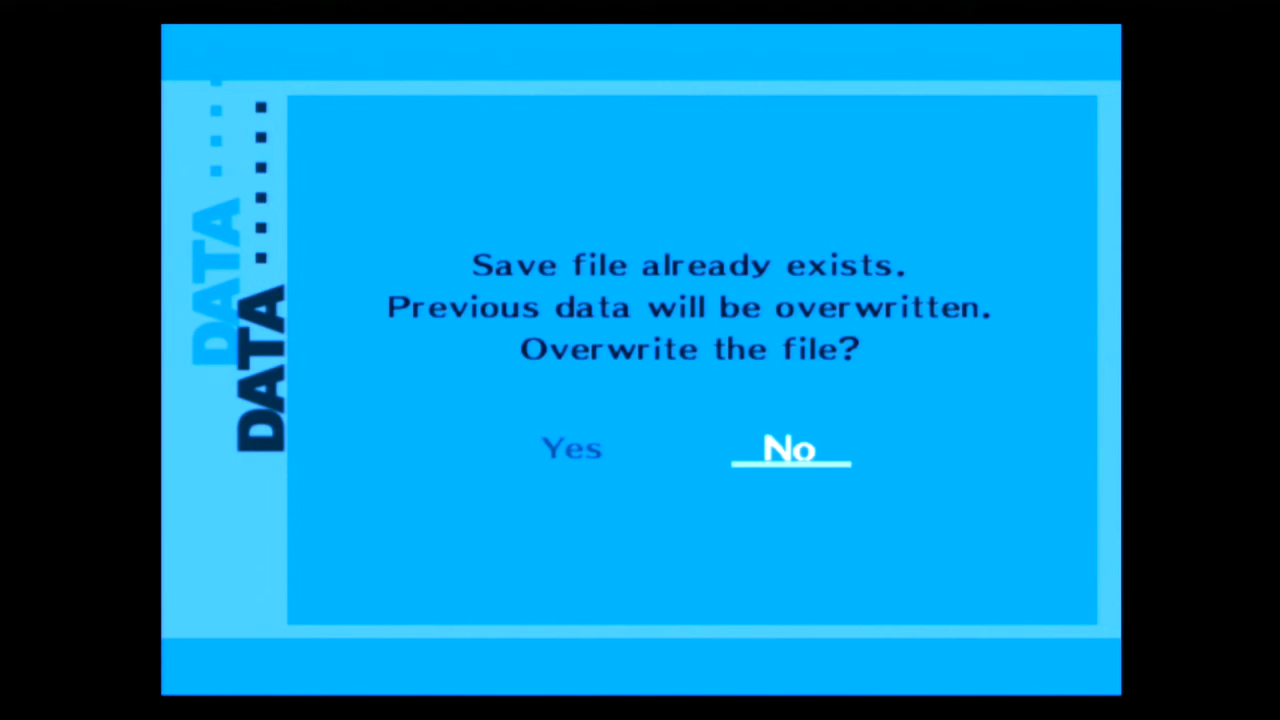 DATA ......
DATA ....
Save file already exists.
Previous data will be overwritten.
Overwrite the file?
Yes No